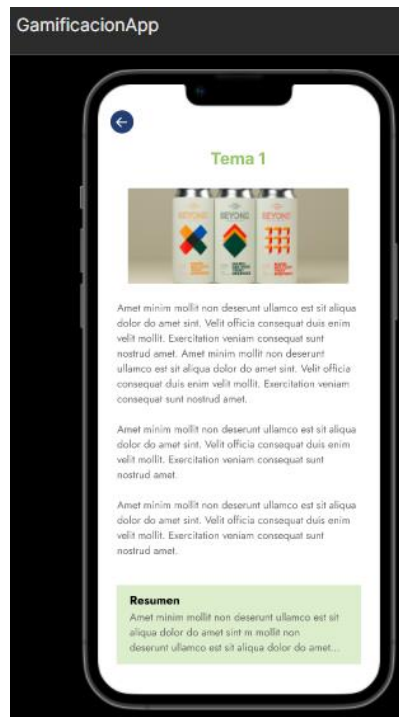 GamificacionApp
Tema 1
BEYOND BEYOND BEYOND
Amet minim mollit non deserunt ullamco est sit aliqua
dolor do amet sint. Velit officia consequat duis enim
velit mollit. Exercitation veniam consequat sunt
nostrud amet. Amet minim mollit non deserunt
ullamco est sit aliqua dolor do amet sint. Velit officia
consequat duis enim velit mollit. Exercitation veniam
consequat sunt nostrud amet.
Amet minim mollit non deserunt ullamco est sit aliqua
dolor do amet sint. Velit officia consequat duis enim
velit mollit. Exercitation veniam consequat sunt
nostrud amet.
Amet minim mollit non deserunt ullamco est sit aliqua
dolor do amet sint. Velit officia consequat duis enim
velit mollit. Exercitation veniam consequat sunt
nostrud amet.
Resumen
Amet minim mollit non deserunt ullamco est sit
aliqua dolor do amet sint m mollit non
deserunt ullamco est sit aliqua dolor do amet...